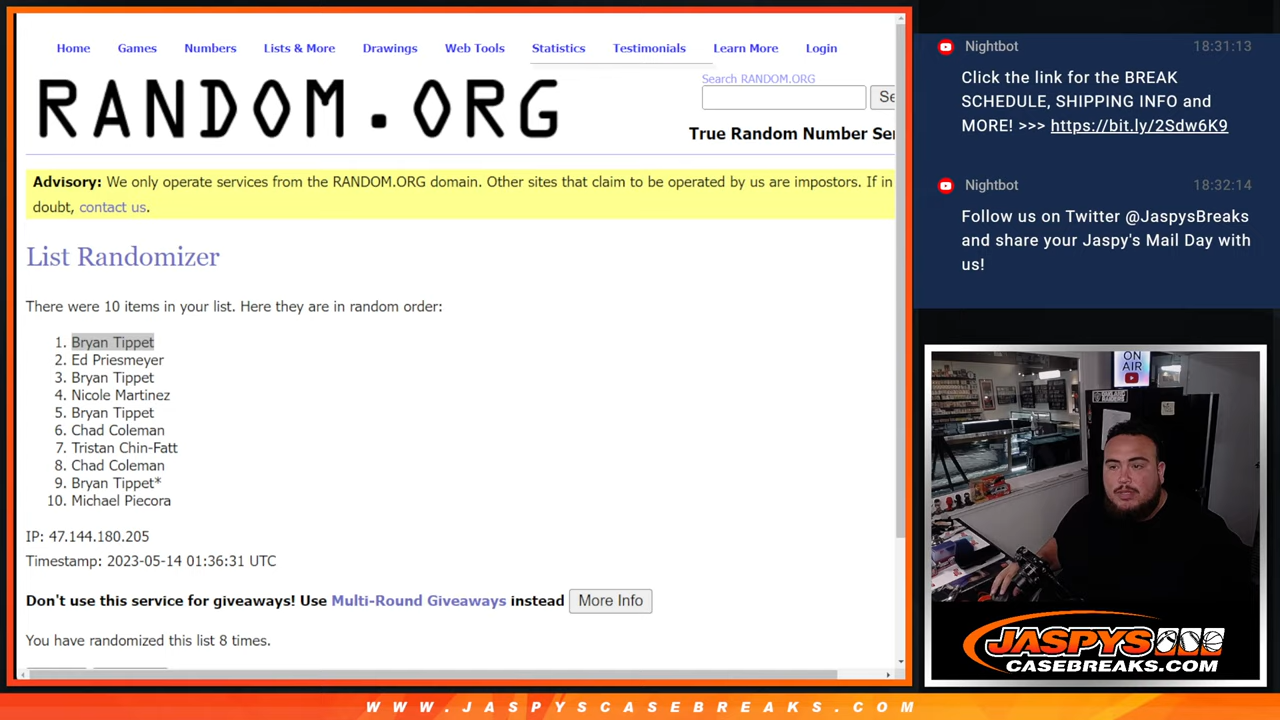 Home Games Numbers Lists & More Drawings Web Tools Statistics Testimonials Learn More Login
RANDOM.ORG
Search RANDOM.ORG
Se
True Random Number Ser
Advisory: We only operate services from the RANDOM.ORG domain. Other sites that claim to be operated by us are impostors. If in
doubt, contact us.
List Randomizer
There were 10 items in your list. Here they are in random order:
1. Bryan Tippet
2. Ed Priesmeyer
3. Bryan Tippet
4. Nicole Martinez
5. Bryan Tippet
6. Chad Coleman
7. Tristan Chin-Fatt
8. Chad Coleman
9. Bryan Tippet*
10. Michael Piecora
IP: 47.144.180.205
Timestamp: 2023-05-14 01:36:31 UTC
Don't use this service for giveaways! Use Multi-Round Giveaways instead More Info
You have randomized this list 8 times.
Nightbot 18:31:13
Click the link for the BREAK
SCHEDULE, SHIPPING INFO and
MORE! >>> https://bit.ly/2Sdw6K9
Nightbot 18:32:14
Follow us on Twitter @JaspysBreaks
and share your Jaspy's Mail Day with
us!
ON
AIR
JASPYS
CASEBREAKS.COM
WWW.JASPYSCASEBREAKS.COM